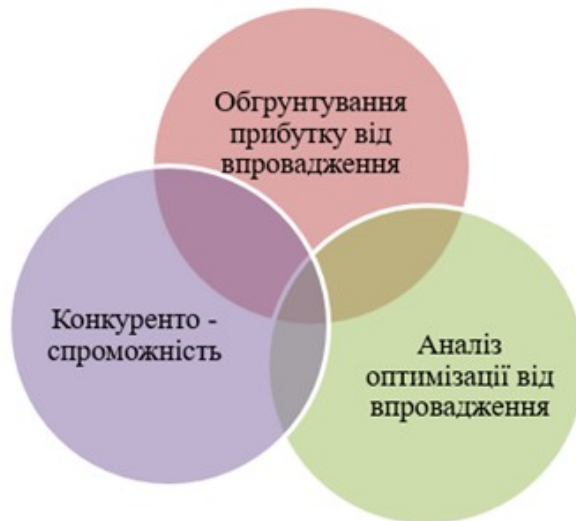 Обгрунтування
прибутку від
впровадження
Конкуренто -
спроможність
Аналіз
оптимізації від
впровадження